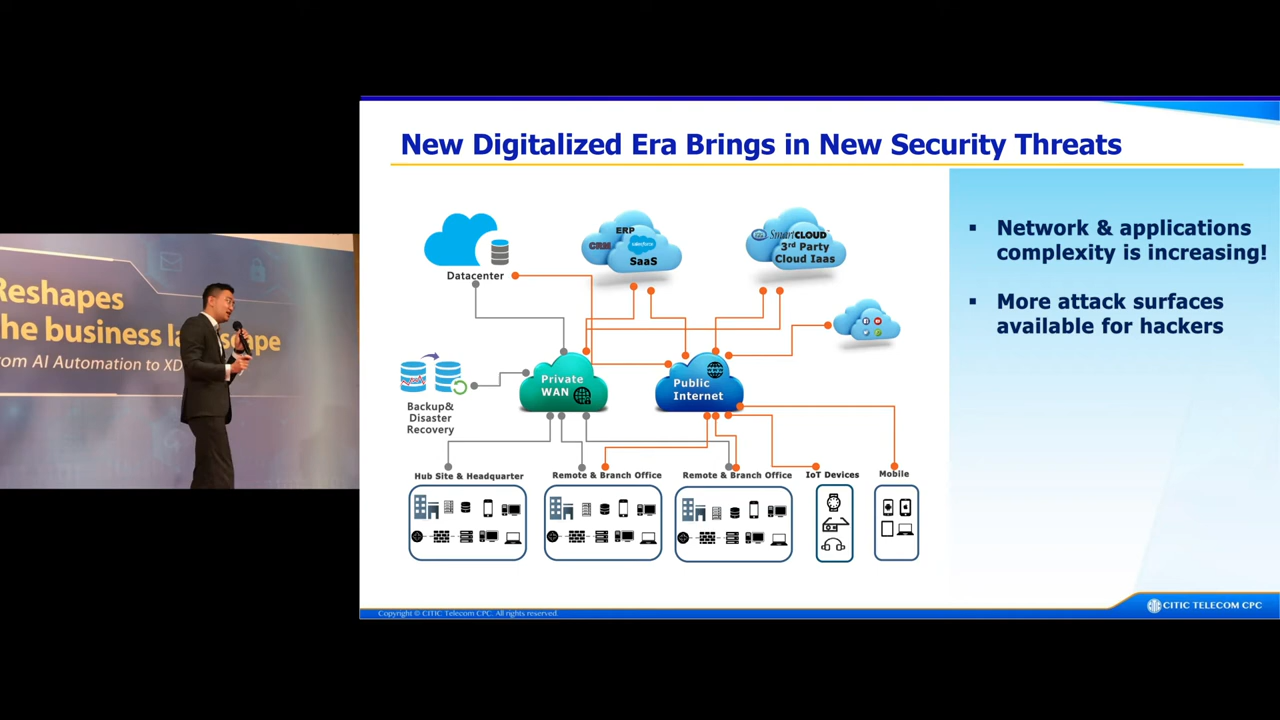 Reshapes
he business landscape
om AI Automation to XD
New Digitalized Era Brings in New Security Threats
Datacenter
ERP
CRM
salesforce
SaaS
SmartCLOUD
3rd Party
Cloud Iaas
Backup&
Disaster
Recovery
Private
WAN
Public
Internet
Hub Site & Headquarter
Remote & Branch Office
Remote & Branch Office
IoT Devices
Mobile
▪ Network & applications
complexity is increasing!
▪ More attack surfaces
available for hackers
Copyright © CITIC Telecom CPC. All rights reserved.
CITIC TELECOM CPC